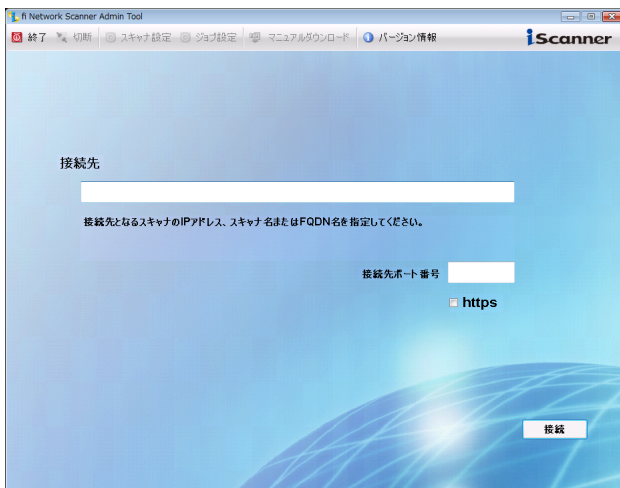 fi Network Scanner Admin Tool
終了 切断 スキャナ設定 ジョブ設定 マニュアルダウンロード バージョン情報 iScanner
接続先
接続先となるスキャナのIPアドレス、スキャナ名またはFQDN名を指定してください。
接続先ポート番号
https
接続